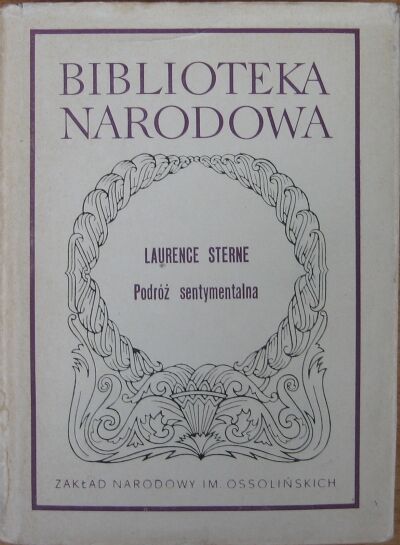 BIBLIOTEKA
NARODOWA
LAURENCE STERNE
Podróż sentymentalna
ZAKŁAD NARODOWY IM. OSSOLIŃSKICH